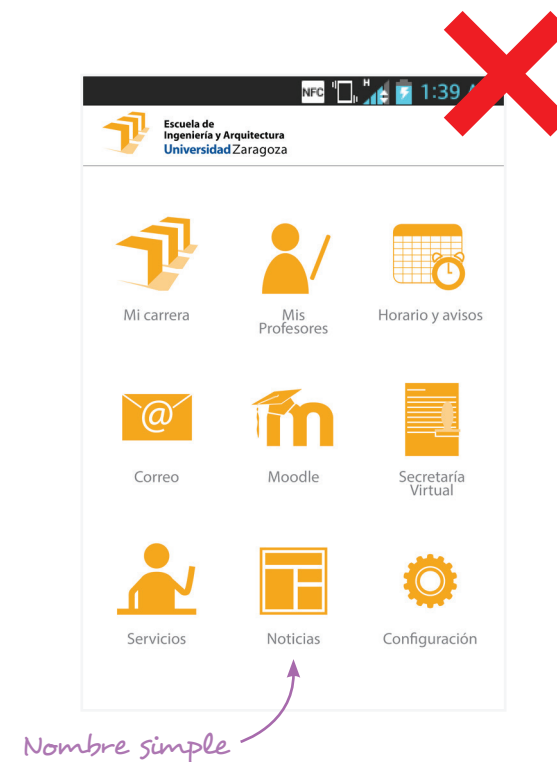 NFC H 1:39
Escuela de
Ingeniería y Arquitectura
Universidad Zaragoza
Mi carrera
Mis
Profesores
Horario y avisos
@
m
Correo
Moodle
Secretaría
Virtual
Servicios
Noticias
Configuración
Nombre simple